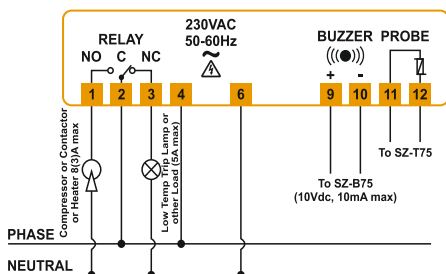 230VAC
50-60Hz
RELAY
NO C NC
BUZZER PROBE
+ -
1 2 3 4 6 9 10 11 12
Compressor or Contactor
or Heater 8(3)A max
Low Temp Trip Lamp or
other Load (5A max)
To SZ-T75
To SZ-B75
(10Vdc, 10mA max)
PHASE
NEUTRAL